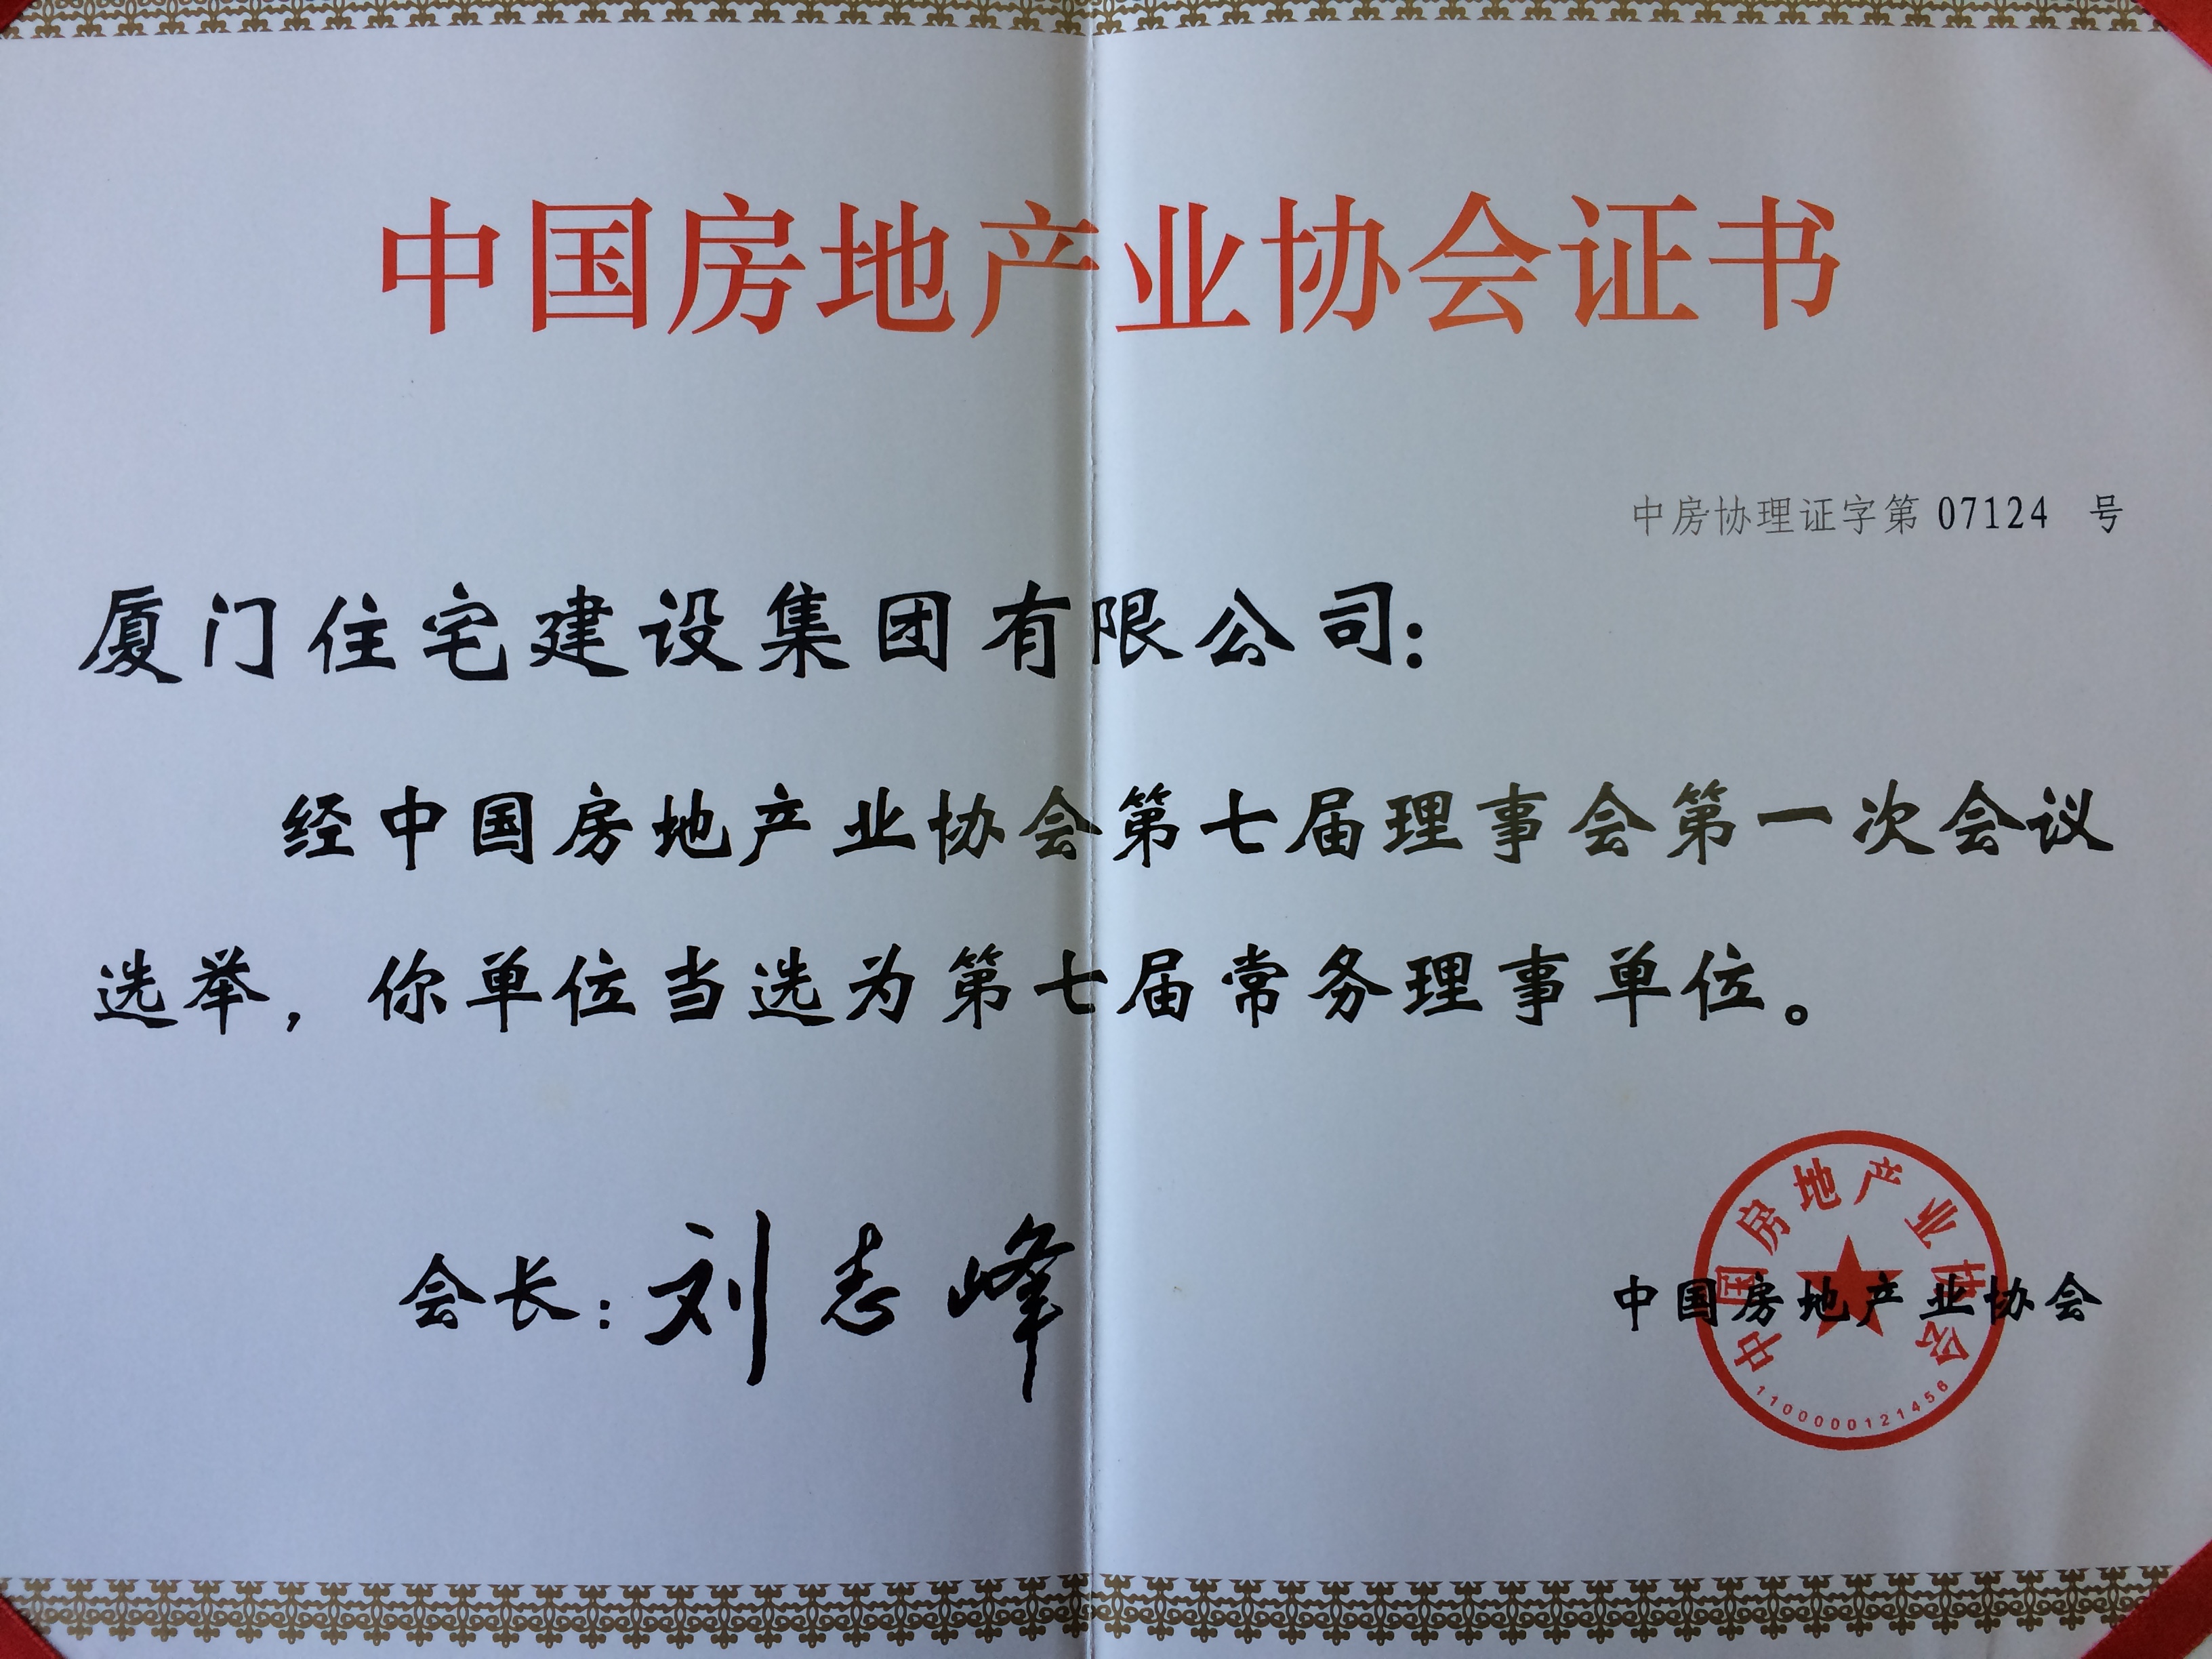 中国房地产业协会证书
中房协理证字第 07124 号
厦门住宅建设集团有限公司：
经中国房地产业协会第七届理事会第一次会议
选举，你单位当选为第七届常务理事单位。
会长：刘志峰
中国房地产业协会
中国房地产业协会
1100000121456